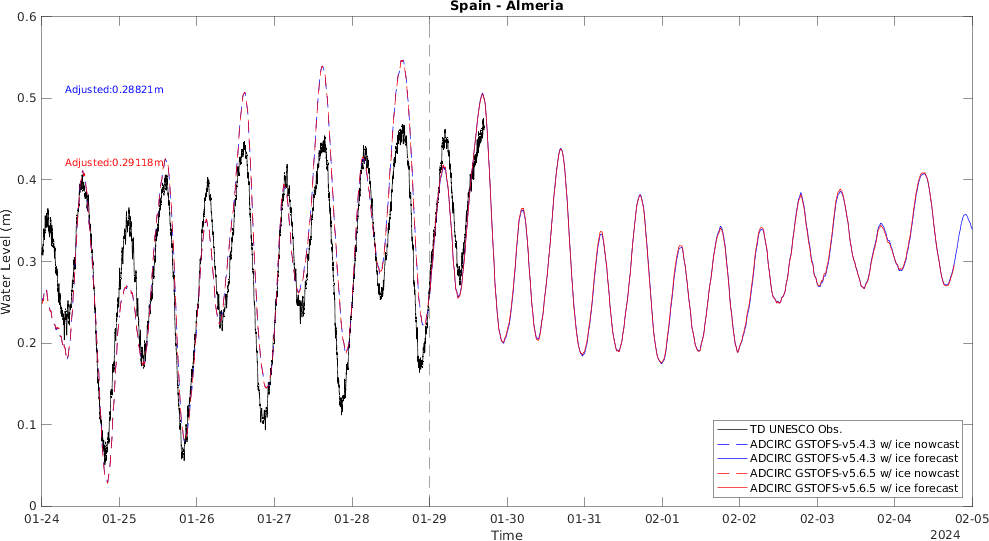 Spain - Almeria
0.6
0.5
0.4
0.3
0.2
0.1
0
Water Level (m)
Adjusted:0.28821m
Adjusted:0.29118m
TD UNESCO Obs.
ADCIRC GSTOFS-v5.4.3 w/ ice nowcast
ADCIRC GSTOFS-v5.4.3 w/ ice forecast
ADCIRC GSTOFS-v5.6.5 w/ ice nowcast
ADCIRC GSTOFS-v5.6.5 w/ ice forecast
01-24 01-25 01-26 01-27 01-28 01-29 01-30 01-31 02-01 02-02 02-03 02-04 02-05
Time
2024